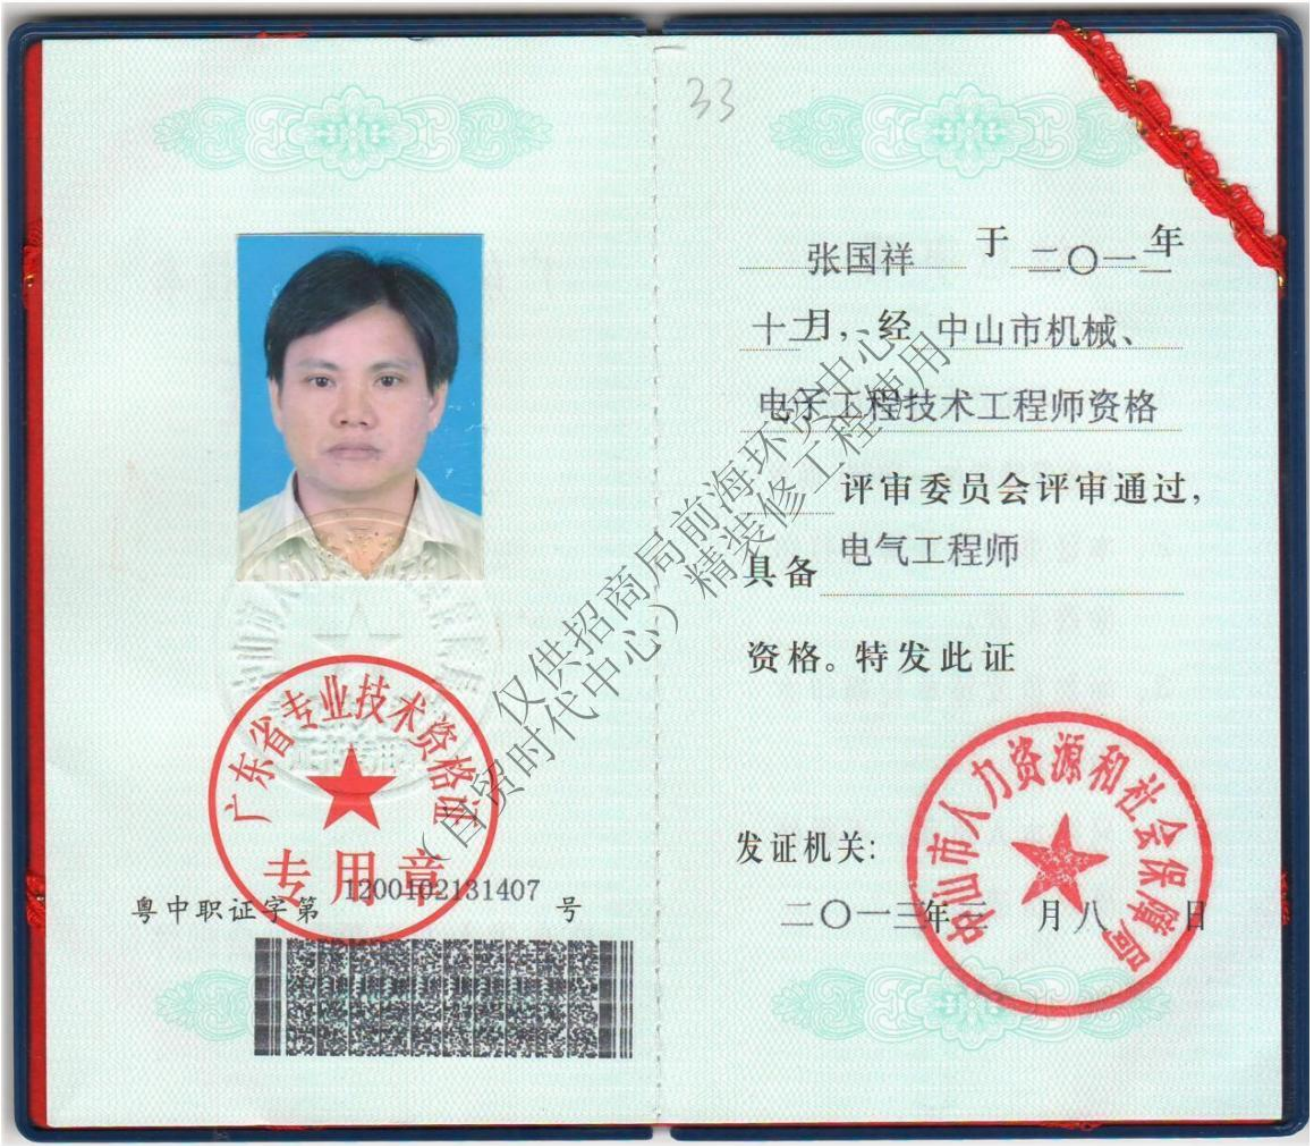 33
张国祥 于 二〇一二年
十二月，经 中山市机械、
电子工程技术工程师资格
评审委员会评审通过，
具备 电气工程师
资格。特发此证
广东省专业技术资格证
专用章
粤中职证字第 1200102131407 号
发证机关：
二〇一三年三月八日
中山市人力资源和社会保障局
仅供招商局前海环贸中心
（自贸时代中心）精装修工程使用